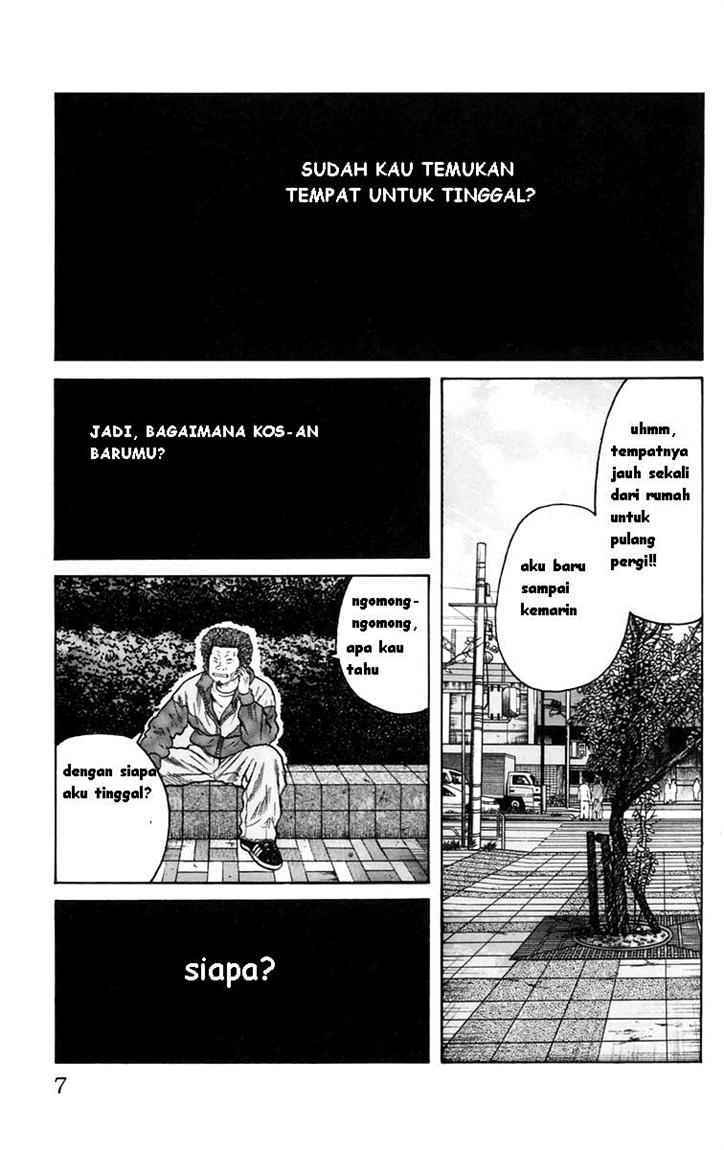 SUDAH KAU TEMUKAN
TEMPAT UNTUK TINGGAL?
uhmm,
tempatnya
jauh sekali
dari rumah
untuk
pulang
pergi!!
aku baru
sampai
kemarin
JADI, BAGAIMANA KOS-AN
BARUMU?
ngomong-
ngomong,
apa kau
tahu
dengan siapa
aku tinggal?
siapa?
7